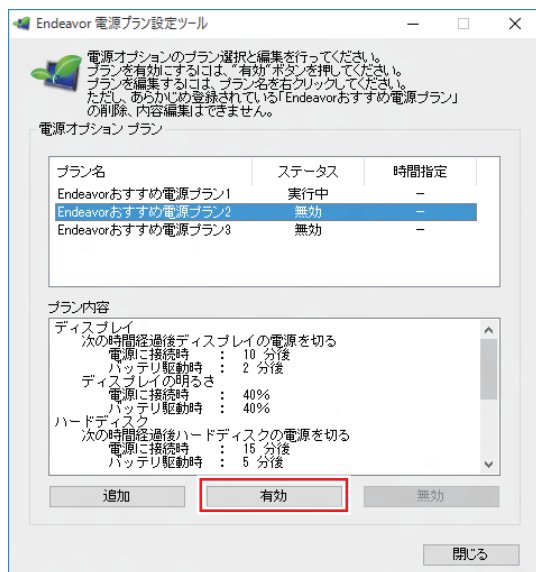 Endeavor 電源プラン設定ツール
電源オプションのプラン選択と編集を行ってください。
プランを有効にするには、"有効"ボタンを押してください。
プランを編集するには、プラン名を右クリックしてください。
ただし、あらかじめ登録されている「Endeavorおすすめ電源プラン」
の削除、内容編集はできません。
電源オプション プラン
プラン名 ステータス 時間指定
Endeavorおすすめ電源プラン1 実行中 －
Endeavorおすすめ電源プラン2 無効 －
Endeavorおすすめ電源プラン3 無効 －
プラン内容
ディスプレイ
次の時間経過後ディスプレイの電源を切る
電源に接続時 : 10 分後
バッテリ駆動時 : 2 分後
ディスプレイの明るさ
電源に接続時 : 40%
バッテリ駆動時 : 40%
ハードディスク
次の時間経過後ハードディスクの電源を切る
電源に接続時 : 15 分後
バッテリ駆動時 : 5 分後
追加 有効 無効
閉じる